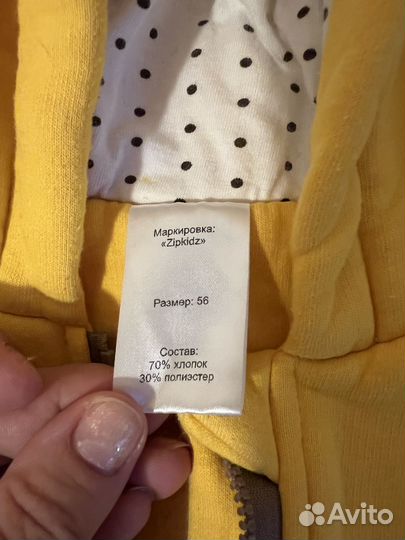 Маркировка:
«Zipkidz»
Размер: 56
Состав:
70% хлопок
30% полиэстер
Avito